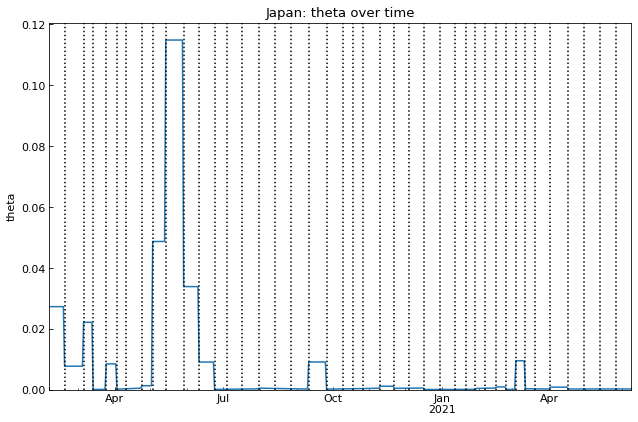 Japan: theta over time
0.12
0.10
0.08
0.06
0.04
0.02
0.00
theta
Apr
Jul
Oct
Jan
2021
Apr